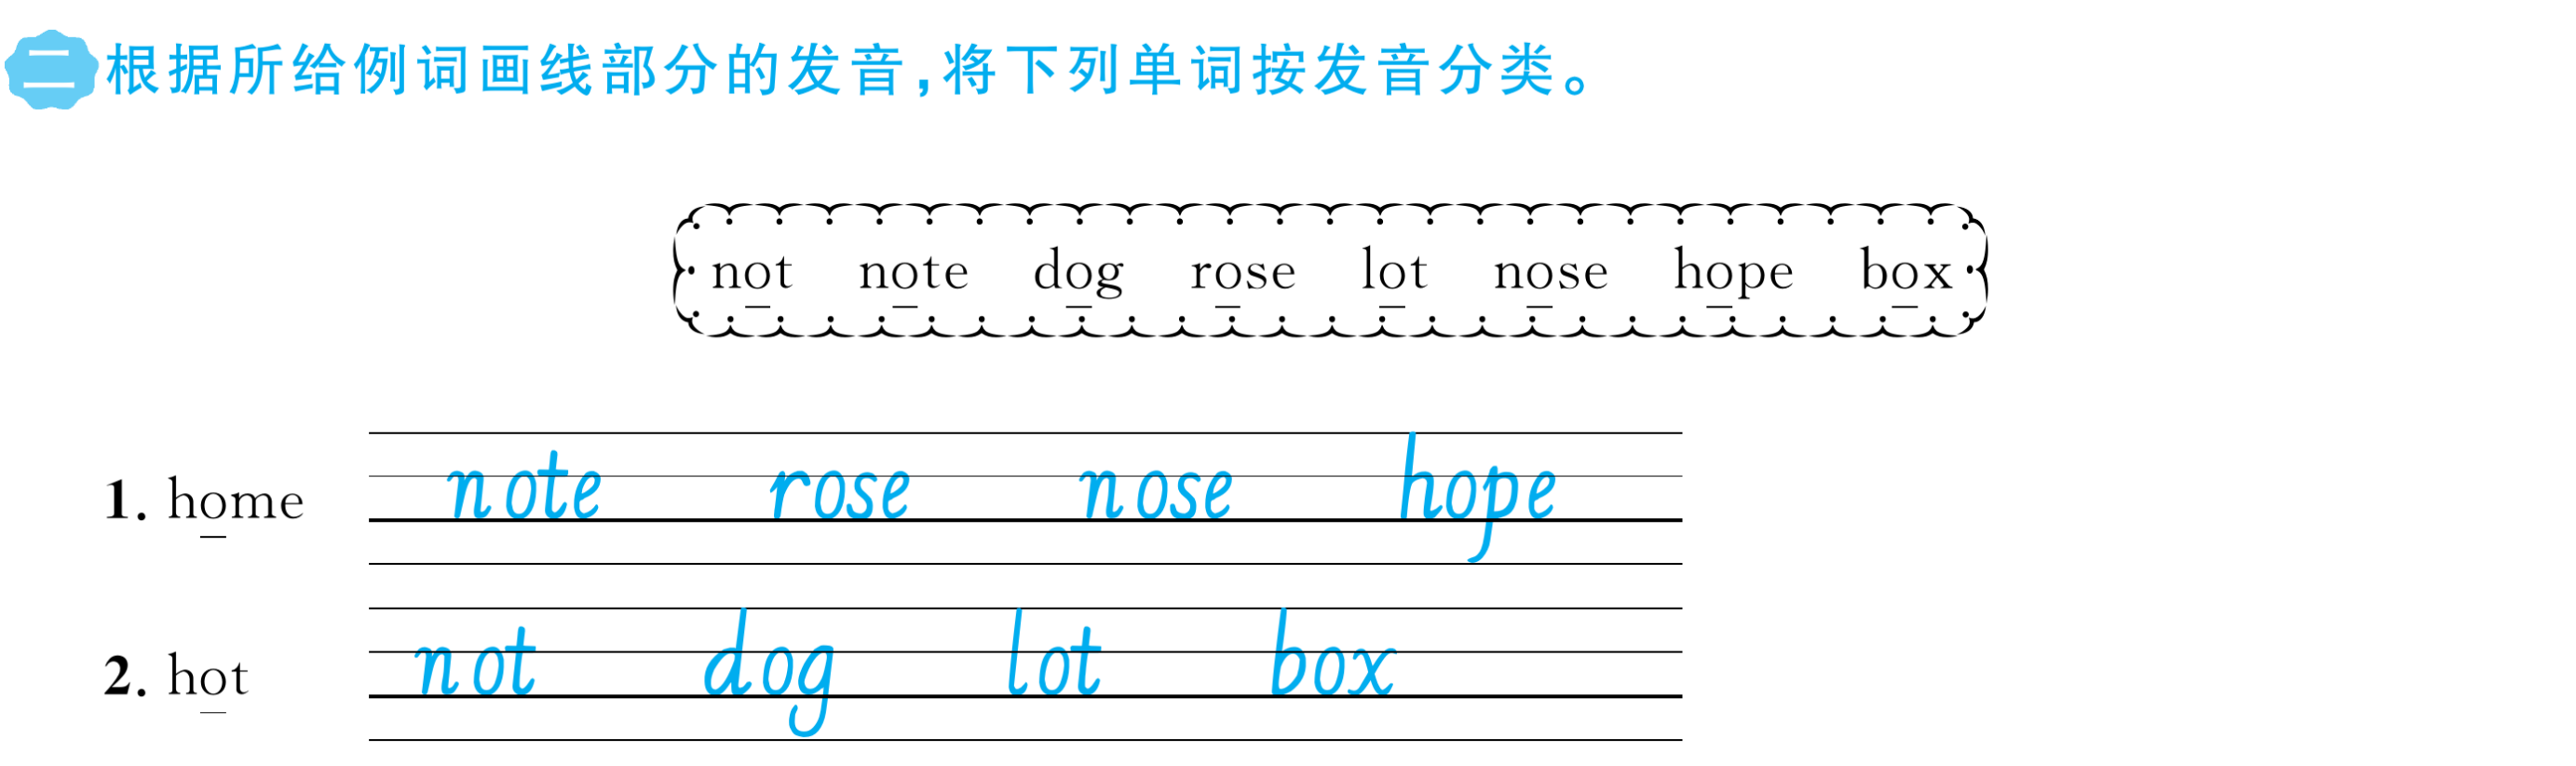 二 根据所给例词画线部分的发音,将下列单词按发音分类。
not note dog rose lot nose hope box
1. home note rose nose hope
2. hot not dog lot box